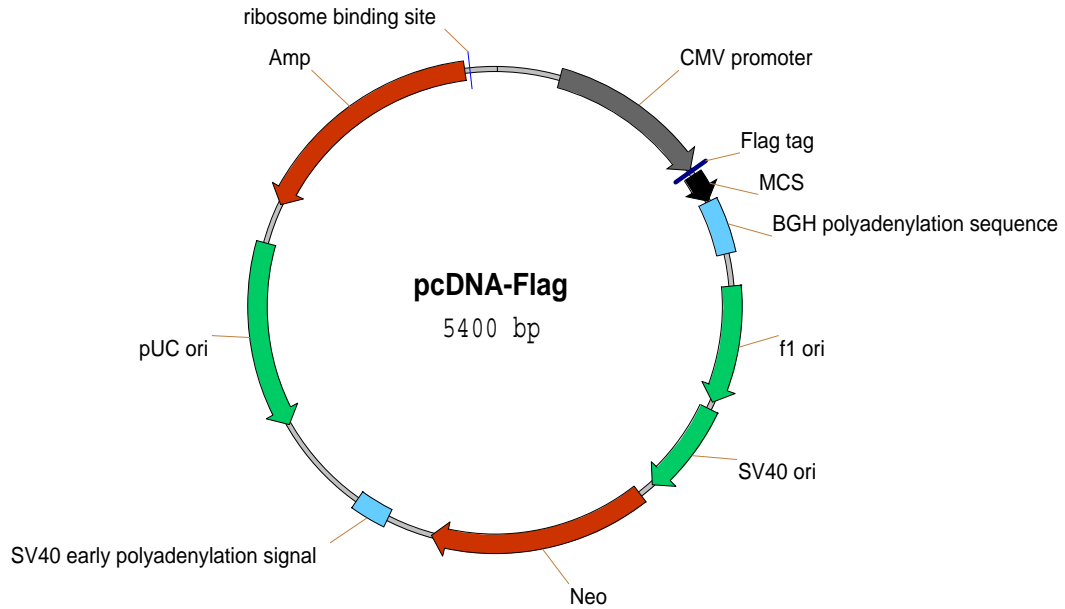 ribosome binding site
Amp
CMV promoter
Flag tag
MCS
BGH polyadenylation sequence
pcDNA-Flag
5400 bp
pUC ori
f1 ori
SV40 ori
SV40 early polyadenylation signal
Neo